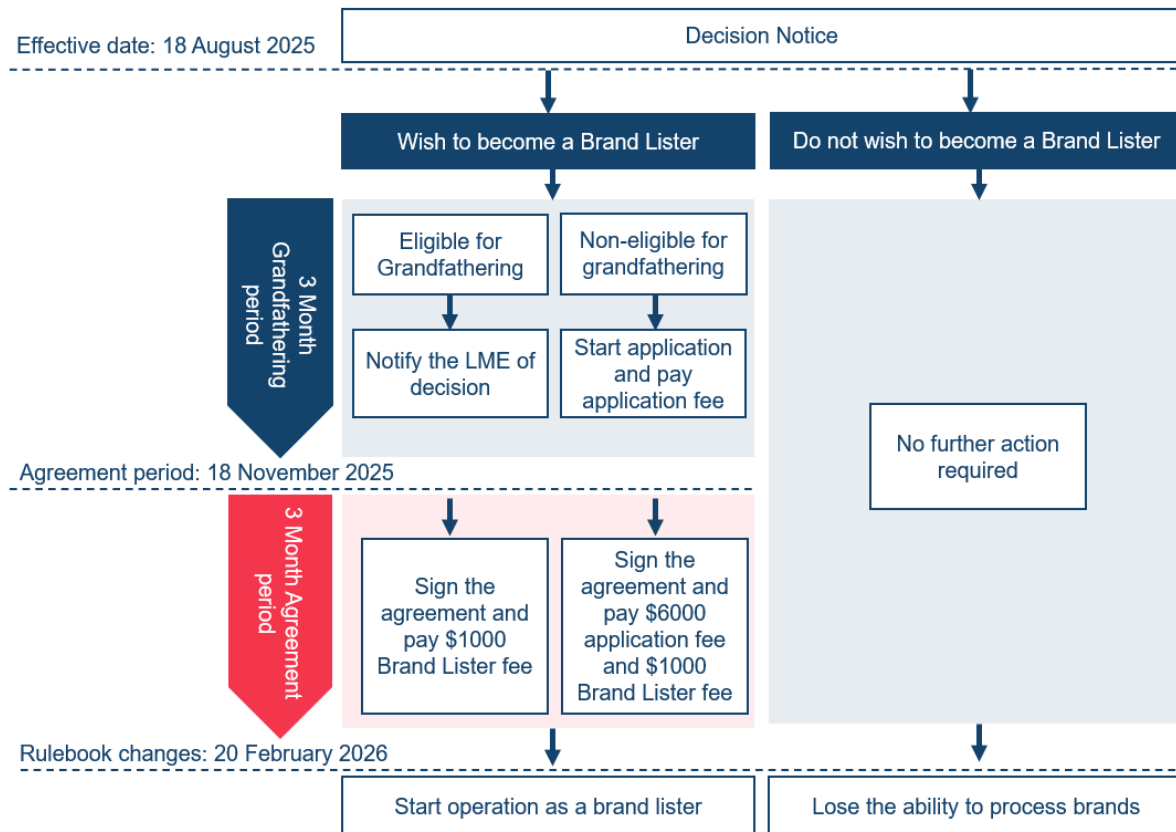 Decision Notice
Effective date: 18 August 2025
Wish to become a Brand Lister
Do not wish to become a Brand Lister
3 Month
Grandfathering
period
Eligible for
Grandfathering
Non-eligible for
grandfathering
Notify the LME of
decision
Start application
and pay
application fee
No further action
required
Agreement period: 18 November 2025
3 Month Agreement
period
Sign the
agreement and
pay $1000
Brand Lister fee
Sign the
agreement and
pay $6000
application fee
and $1000
Brand Lister fee
Rulebook changes: 20 February 2026
Start operation as a brand lister
Lose the ability to process brands